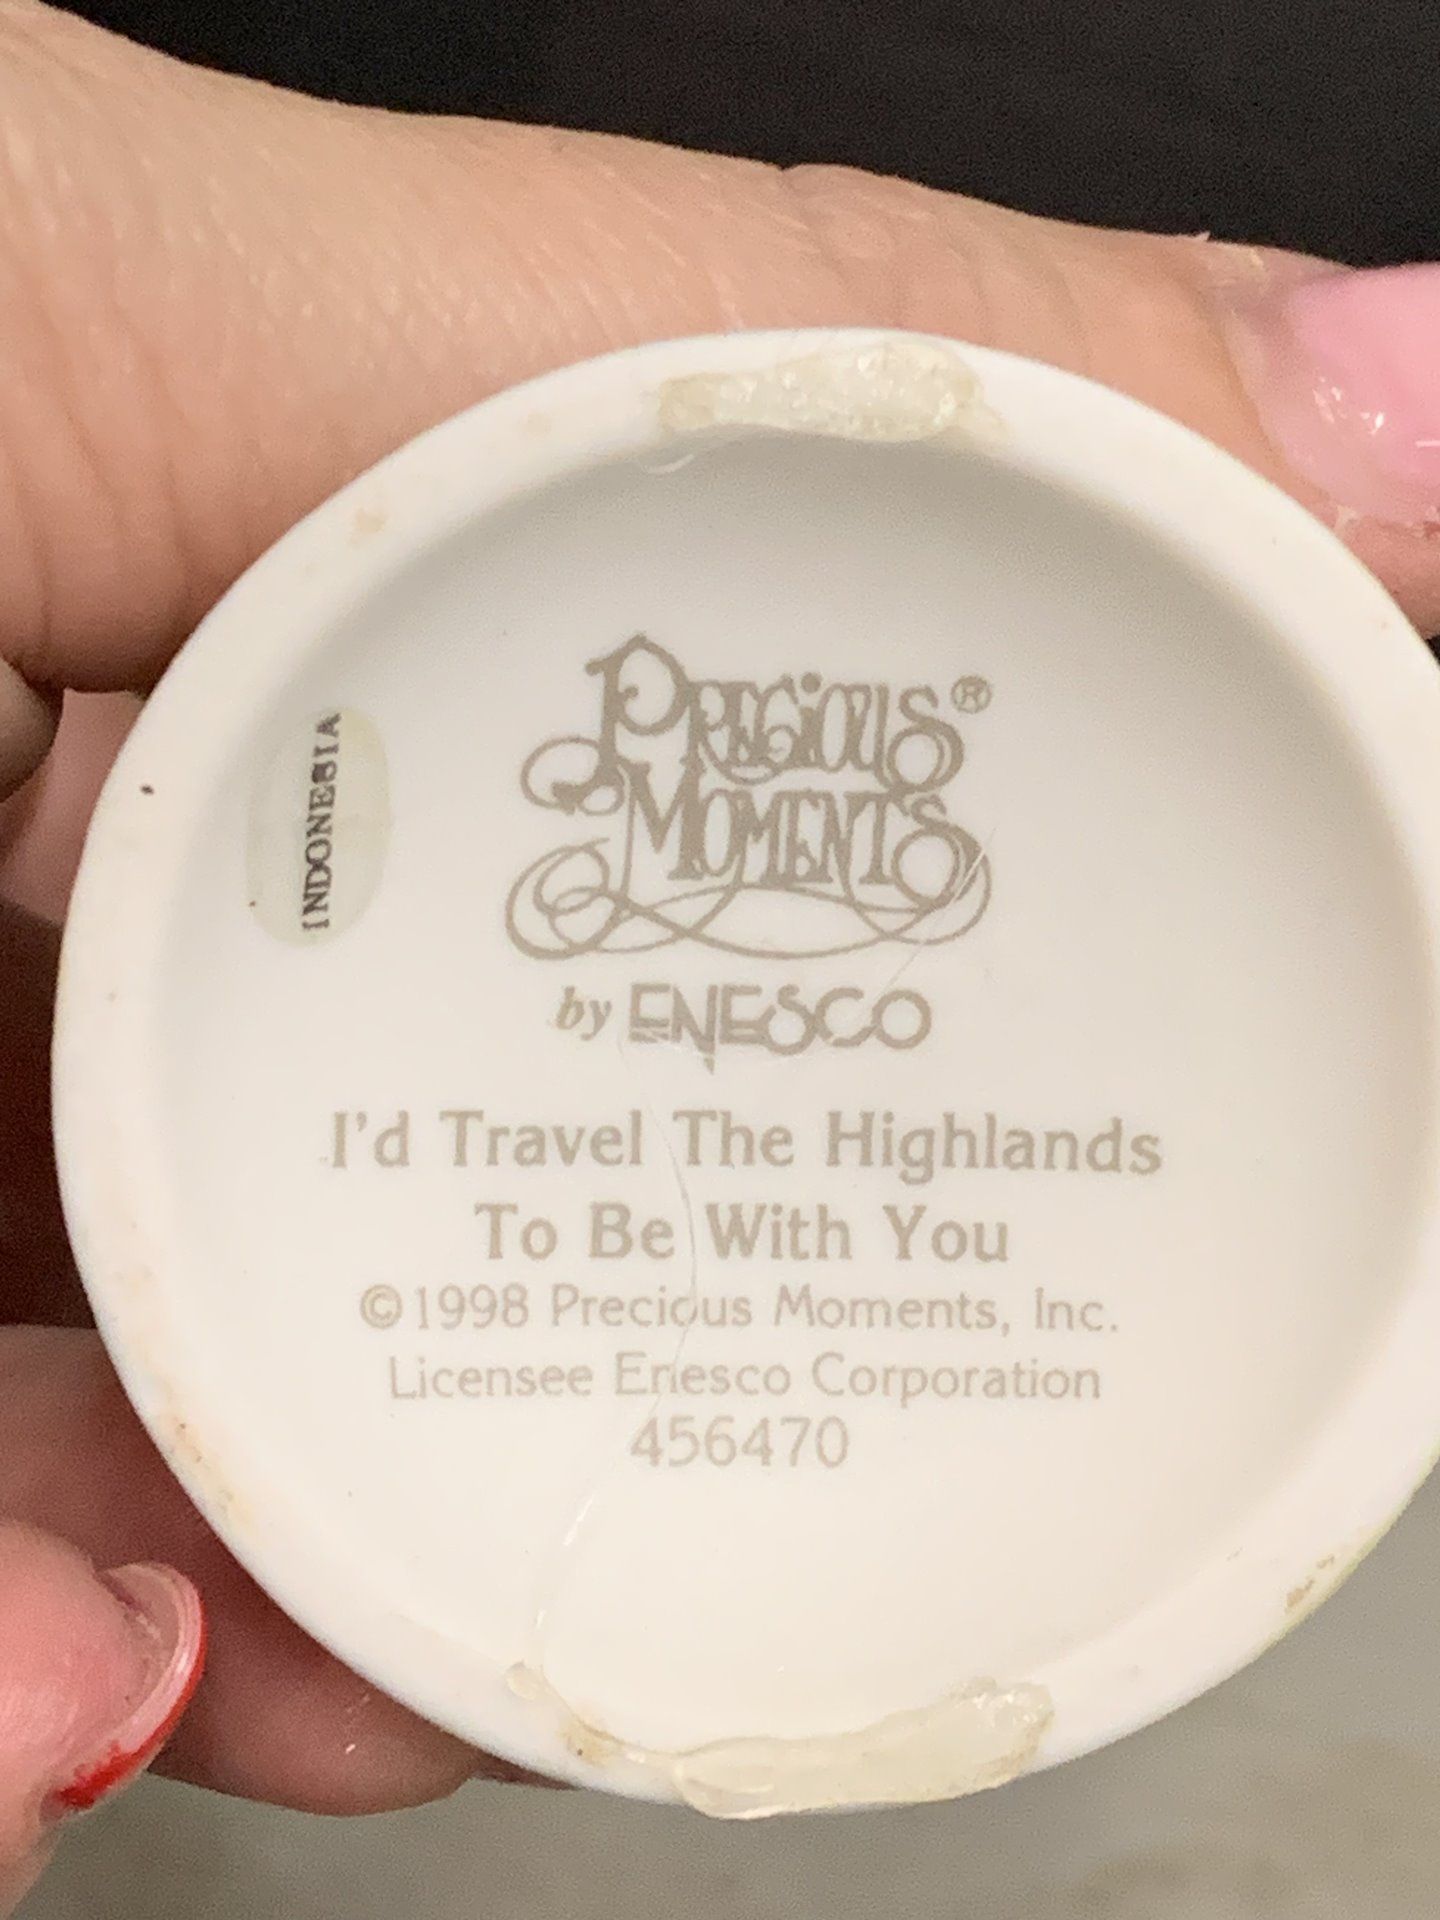 PRECIOUS®
MOMENTS
by ENESCO
INDONESIA
I'd Travel The Highlands
To Be With You
©1998 Precious Moments, Inc.
Licensee Enesco Corporation
456470